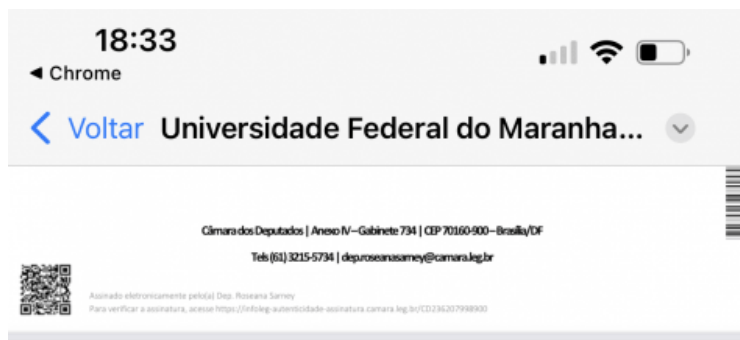 18:33
◀ Chrome
Voltar Universidade Federal do Maranha...
Câmara dos Deputados | Anexo IV – Gabinete 734 | CEP 70160-900 – Brasília/DF
Tels (61) 3215-5734 | dep.roseanasarney@camara.leg.br
Assinado eletronicamente pelo(a) Dep. Roseana Sarney
Para verificar a assinatura, acesse https://infoleg-autenticidade-assinatura.camara.leg.br/CD236207998900